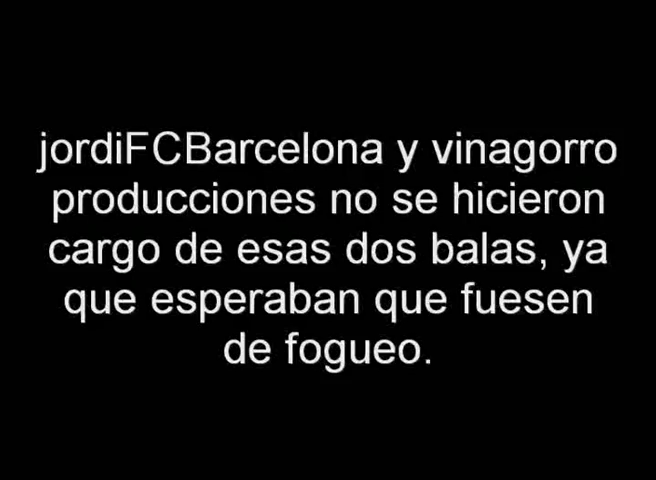 jordiFCBarcelona y vinagorro
producciones no se hicieron
cargo de esas dos balas, ya
que esperaban que fuesen
de fogueo.